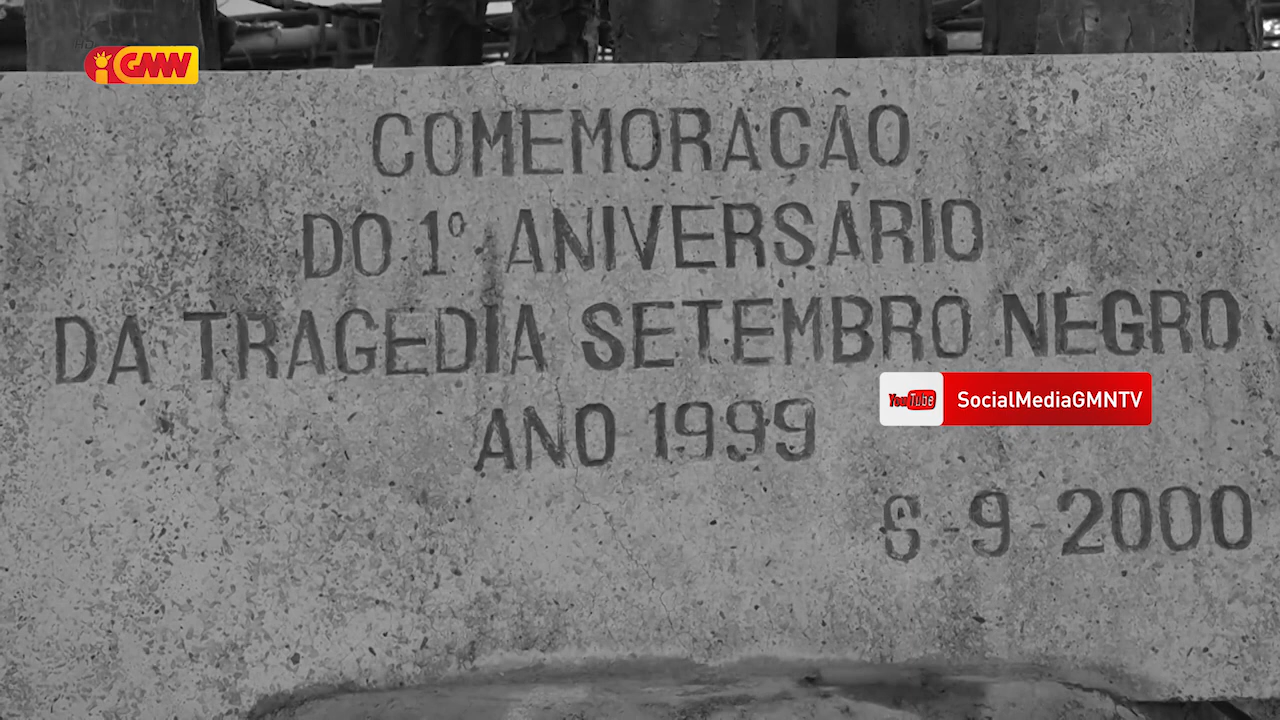 GMN
COMEMORAÇÃO
DO 1º ANIVERSÁRIO
DA TRAGEDIA SETEMBRO NEGRO
ANO 1999
YouTube SocialMediaGMNTV
6-9-2000